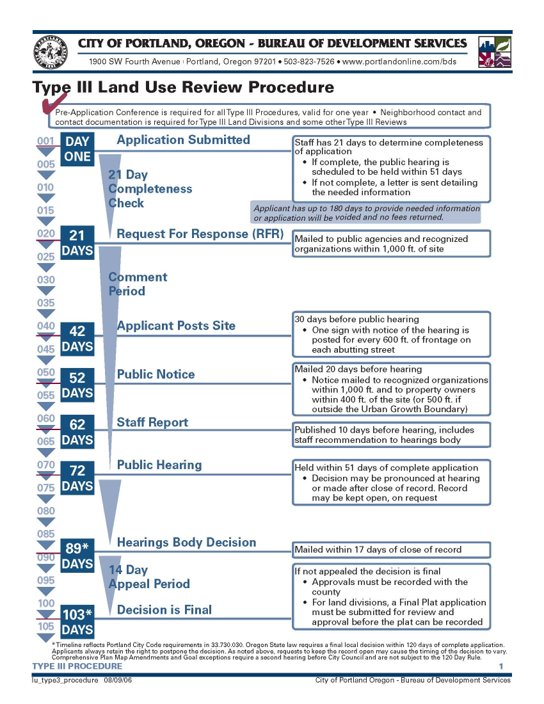 CITY OF PORTLAND, OREGON - BUREAU OF DEVELOPMENT SERVICES
1900 SW Fourth Avenue • Portland, Oregon 97201 • 503-823-7526 • www.portlandonline.com/bds
Type III Land Use Review Procedure
Pre-Application Conference is required for all Type III Procedures, valid for one year • Neighborhood contact and
contact documentation is required for Type III Land Divisions and some other Type III Reviews
001
DAY
ONE
Application Submitted
Staff has 21 days to determine completeness
of application
• If complete, the public hearing is
scheduled to be held within 51 days
• If not complete, a letter is sent detailing
the needed information
005
21 Day
Completeness
Check
010
015
Applicant has up to 180 days to provide needed information
or application will be voided and no fees returned.
020
21
DAYS
Request For Response (RFR)
Mailed to public agencies and recognized
organizations within 1,000 ft. of site
025
030
Comment
Period
035
040
42
DAYS
Applicant Posts Site
30 days before public hearing
• One sign with notice of the hearing is
posted for every 600 ft. of frontage on
each abutting street
045
050
52
DAYS
Public Notice
Mailed 20 days before hearing
• Notice mailed to recognized organizations
within 1,000 ft. and to property owners
within 400 ft. of the site (or 500 ft. if
outside the Urban Growth Boundary)
055
060
62
DAYS
Staff Report
Published 10 days before hearing, includes
staff recommendation to hearings body
065
070
72
DAYS
Public Hearing
Held within 51 days of complete application
• Decision may be pronounced at hearing
or made after close of record. Record
may be kept open, on request
075
080
085
89*
DAYS
Hearings Body Decision
Mailed within 17 days of close of record
090
14 Day
Appeal Period
If not appealed the decision is final
• Approvals must be recorded with the
county
• For land divisions, a Final Plat application
must be submitted for review and
approval before the plat can be recorded
095
100
103*
DAYS
Decision is Final
105
* Timeline reflects Portland City Code requirements in 33.730.030. Oregon State law requires a final local decision within 120 days of complete application.
Applicants always retain the right to postpone the decision. As noted above, requests to keep the record open may cause the timing of the decision to vary.
Comprehensive Plan Map Amendments and Goal exceptions require a second hearing before City Council and are not subject to the 120 Day Rule.
TYPE III PROCEDURE
1
lu_type3_procedure 08/09/06
City of Portland Oregon - Bureau of Development Services